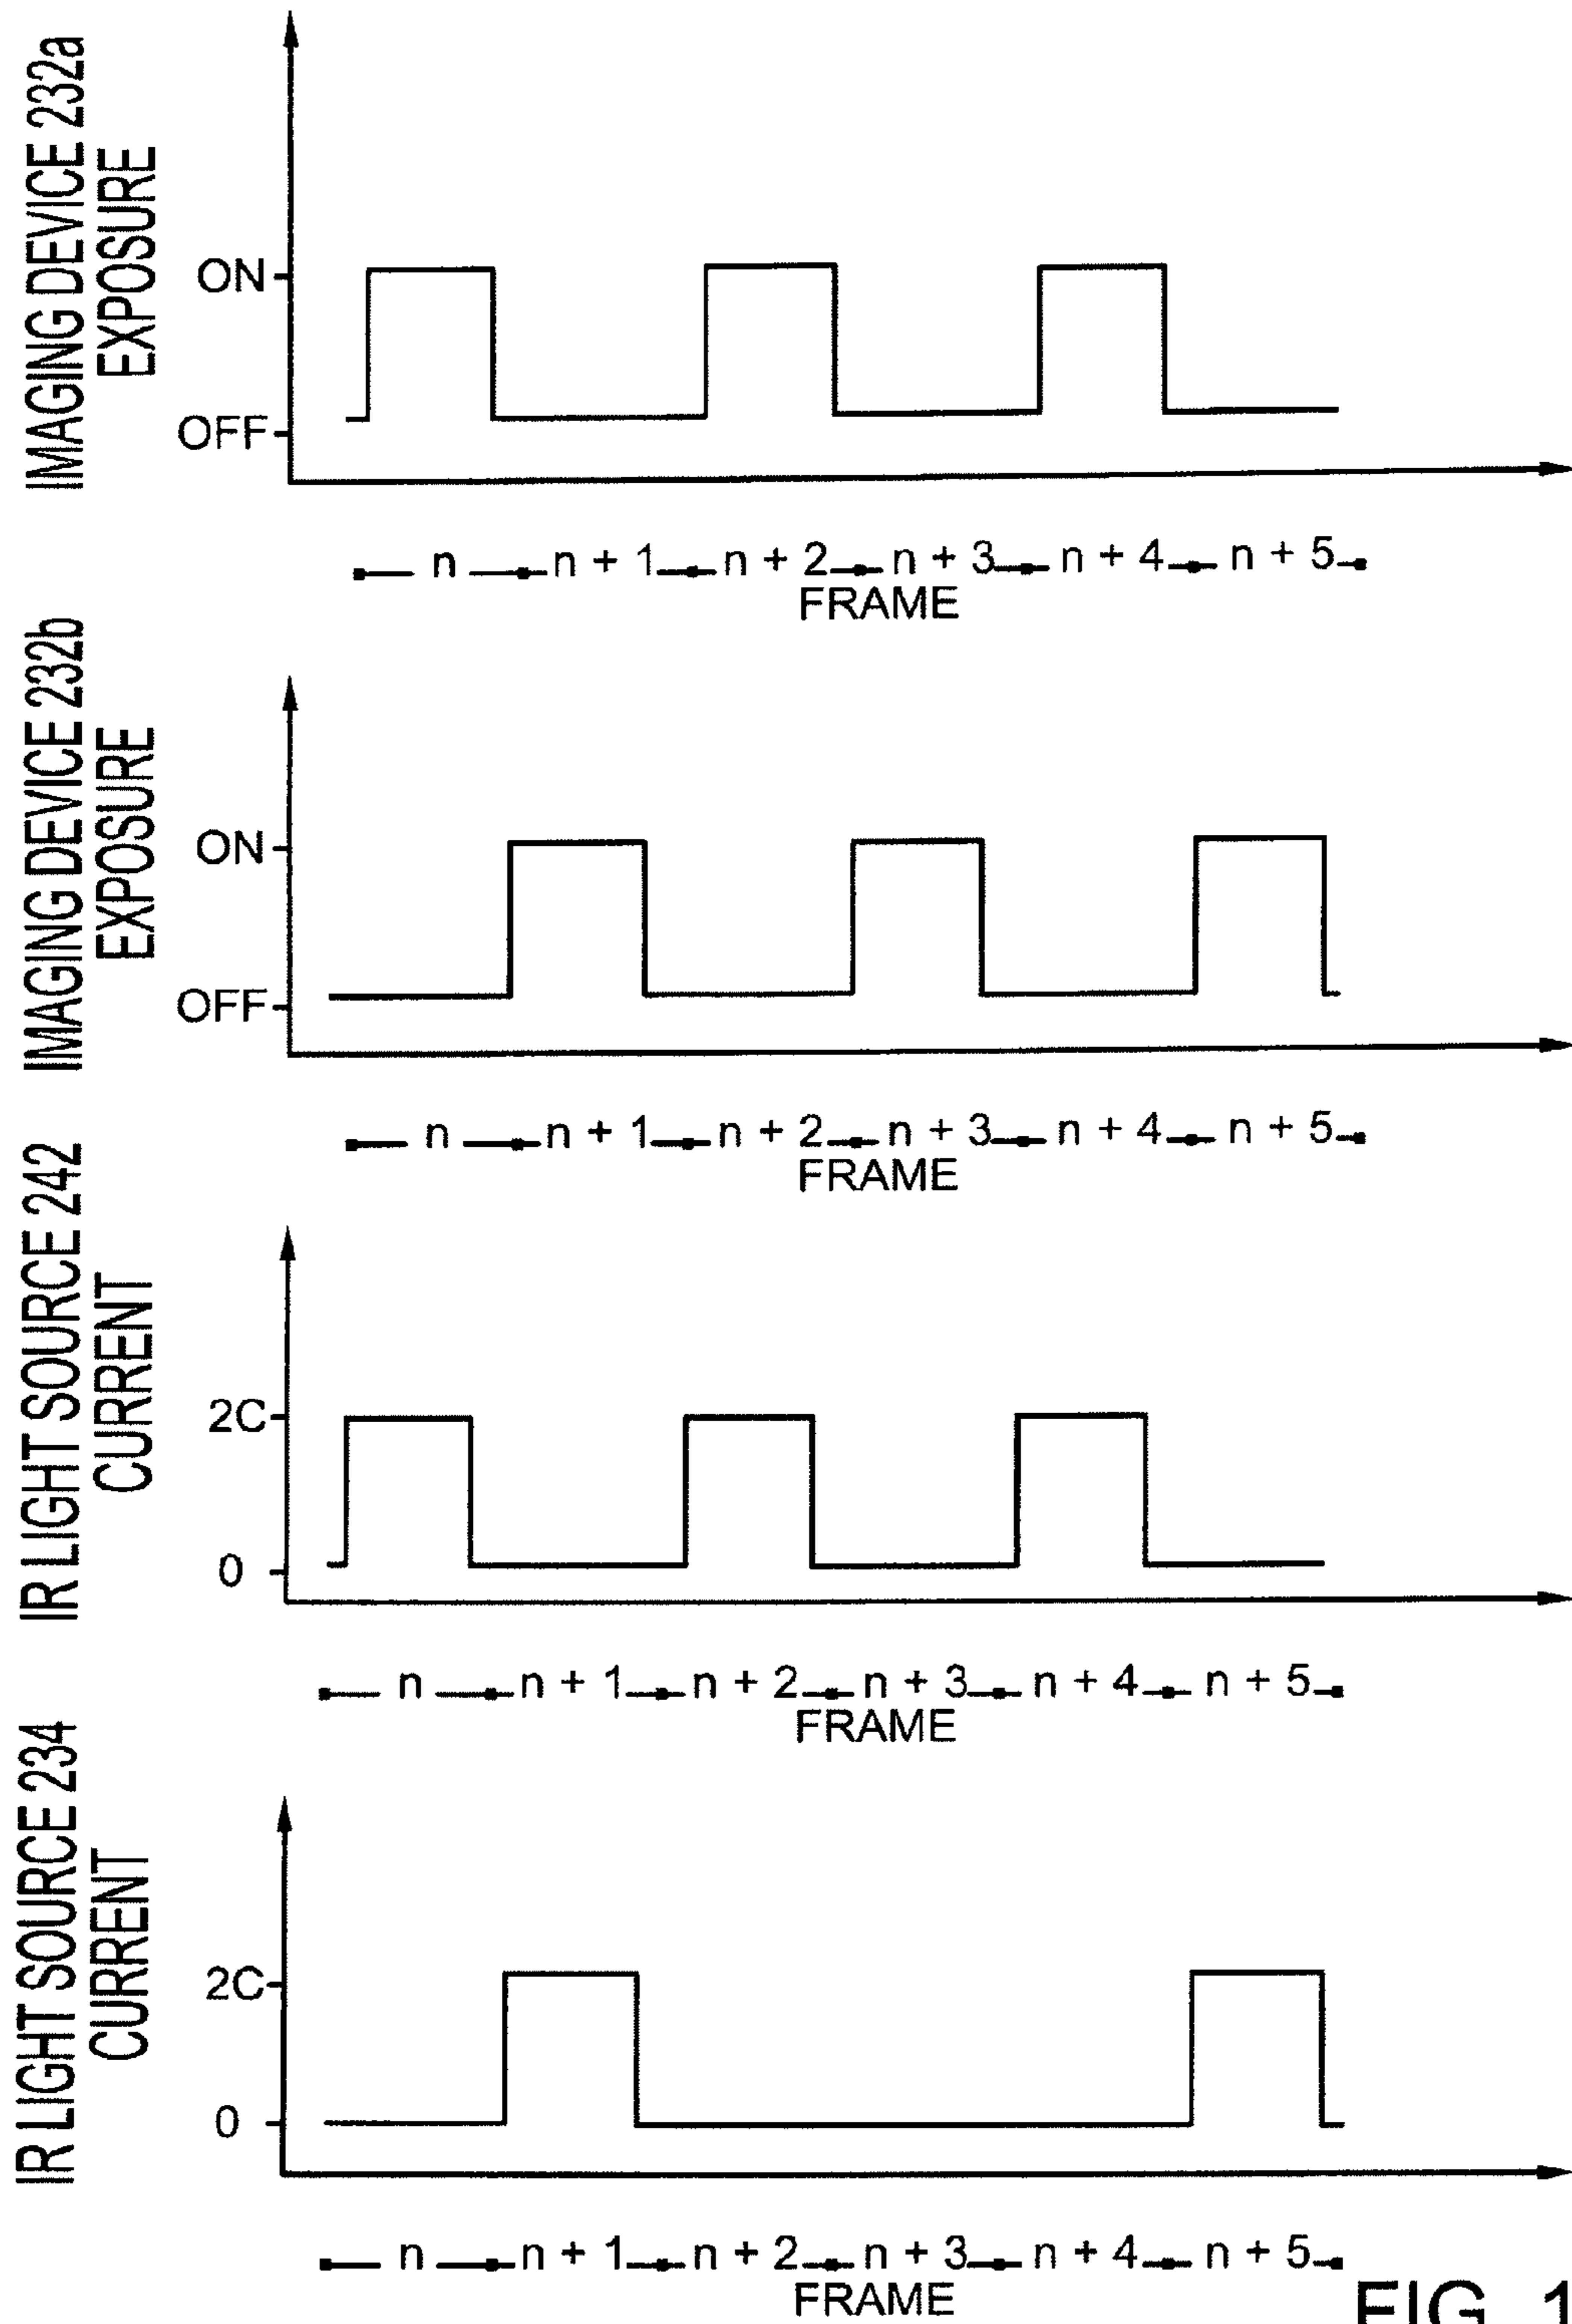 IMAGING DEVICE 232a
EXPOSURE
ON
OFF
n n + 1 n + 2 n + 3 n + 4 n + 5
FRAME
IMAGING DEVICE 232b
EXPOSURE
ON
OFF
n n + 1 n + 2 n + 3 n + 4 n + 5
FRAME
IR LIGHT SOURCE 242
CURRENT
2C
0
n n + 1 n + 2 n + 3 n + 4 n + 5
FRAME
IR LIGHT SOURCE 234
CURRENT
2C
0
n n + 1 n + 2 n + 3 n + 4 n + 5
FRAME
FIG. 1